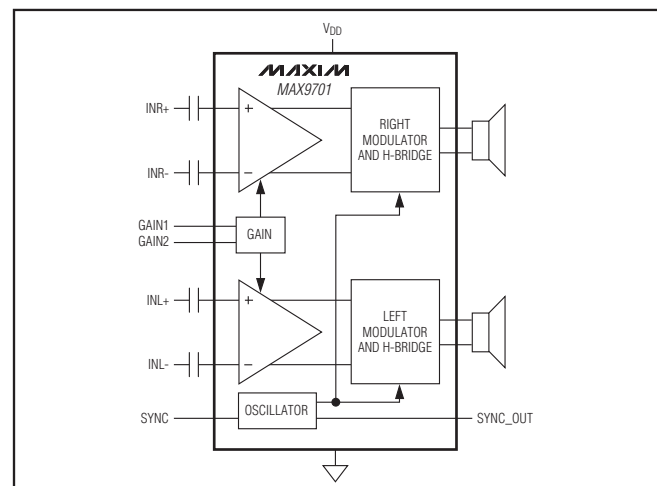 VDD
MAXIM
MAX9701
INR+
+
RIGHT
MODULATOR
AND H-BRIDGE
INR-
−
GAIN1
GAIN2
GAIN
INL+
+
LEFT
MODULATOR
AND H-BRIDGE
INL-
−
SYNC
OSCILLATOR
SYNC_OUT